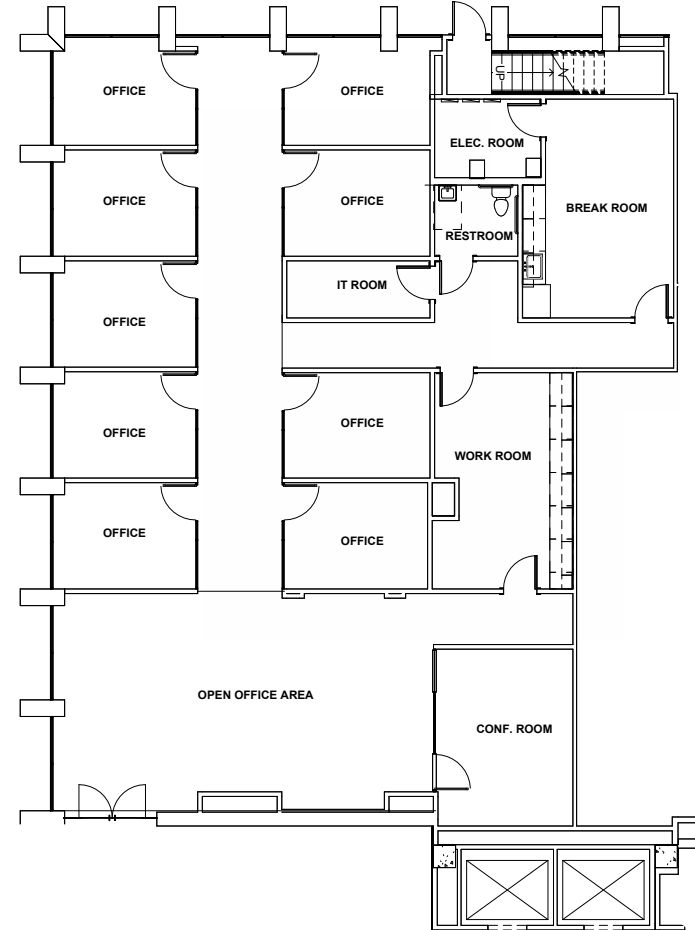 OFFICE
OFFICE
UP
ELEC. ROOM
OFFICE
OFFICE
BREAK ROOM
RESTROOM
IT ROOM
OFFICE
OFFICE
OFFICE
WORK ROOM
OFFICE
OFFICE
OPEN OFFICE AREA
CONF. ROOM